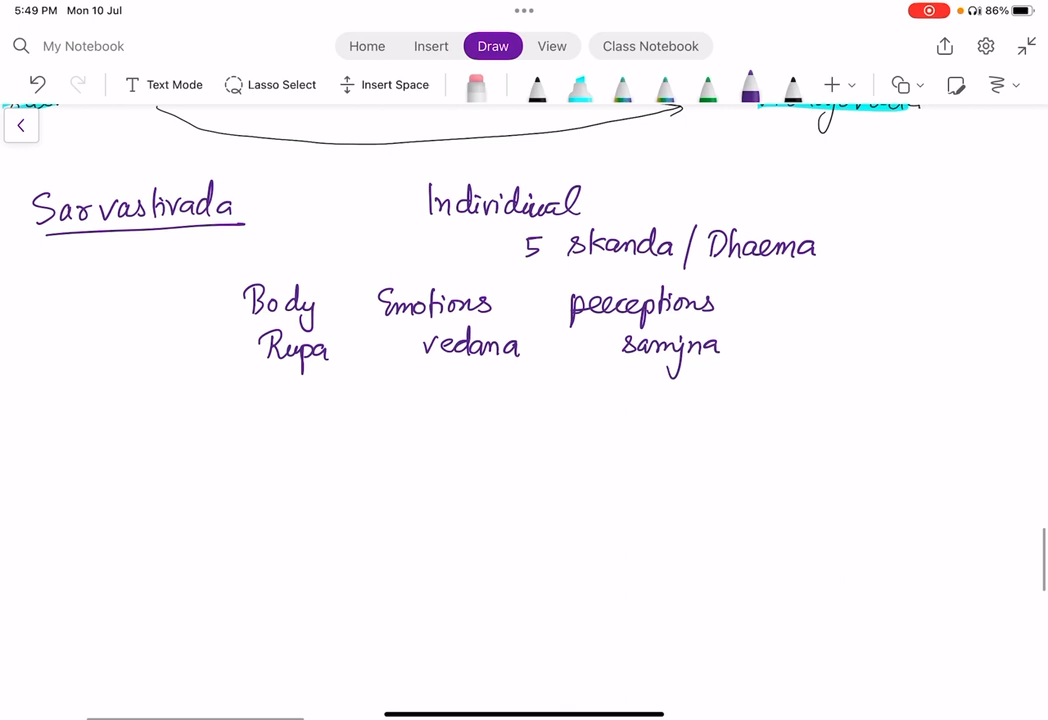 5:49 PM Mon 10 Jul 86%
My Notebook Home Insert Draw View Class Notebook
Text Mode Lasso Select Insert Space
Sarvastivada Individual
5 skanda / Dhaema
Body Emotions peeceptions
Rupa vedana samjna